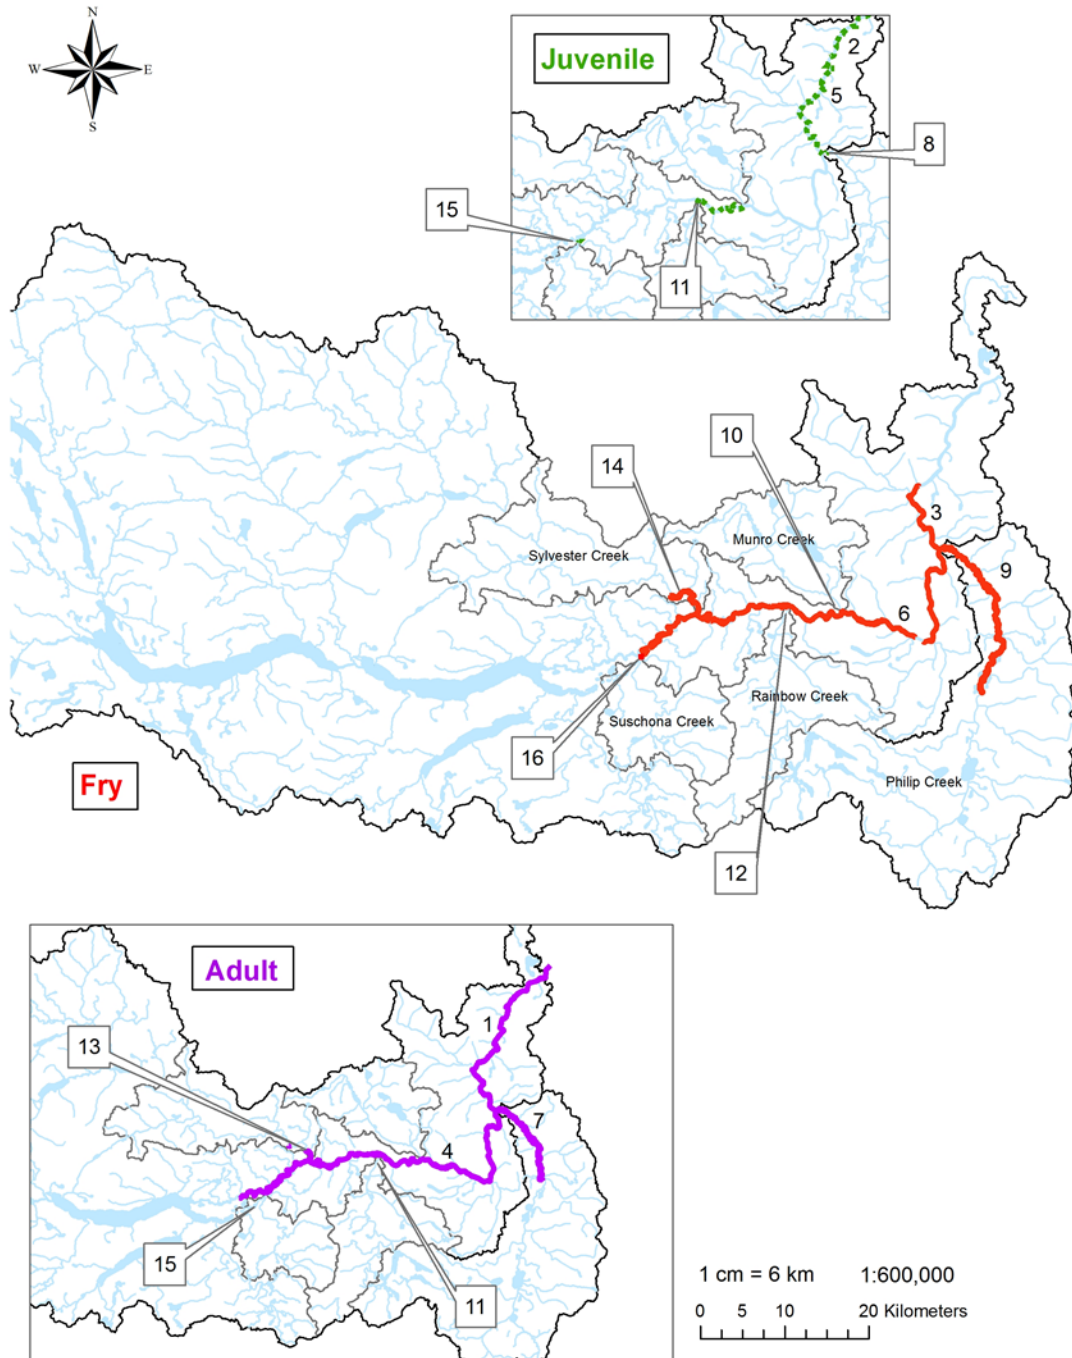 N
W E
S
Juvenile
2
5
8
15
11
10
14
3
Munro Creek
Sylvester Creek
9
6
Rainbow Creek
Suschona Creek
16
Fry
Philip Creek
12
Adult
1
13
7
4
15
11
1 cm = 6 km 1:600,000
0 5 10 20 Kilometers